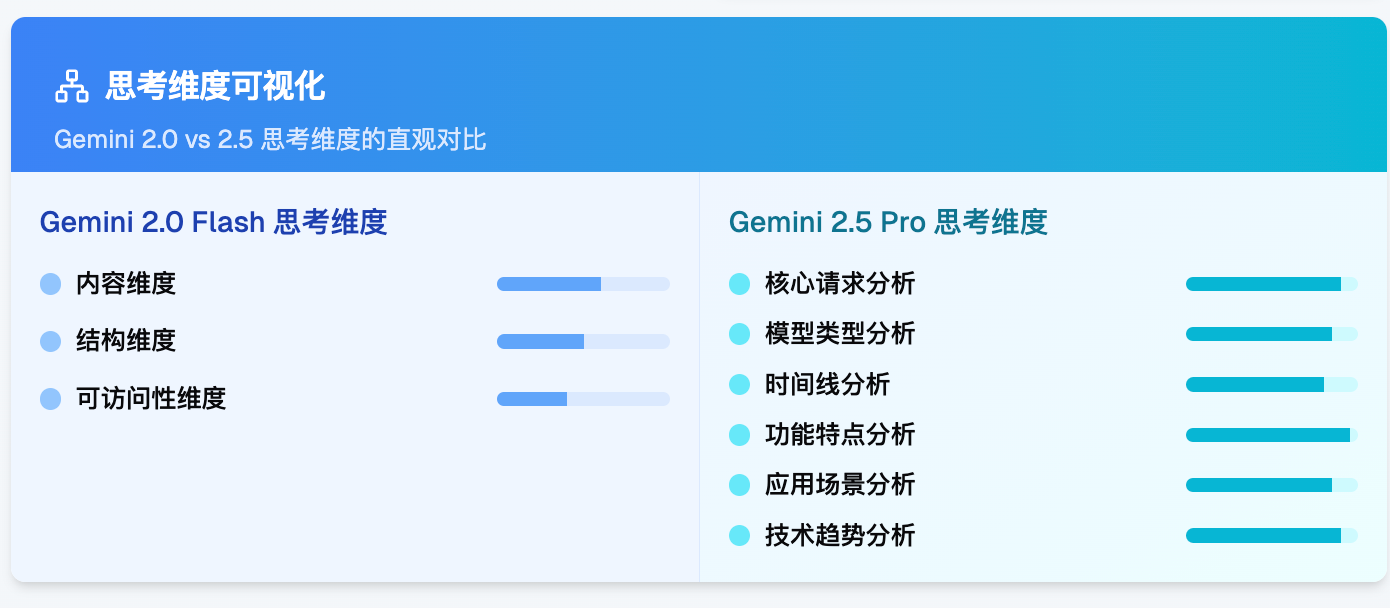 思考维度可视化
Gemini 2.0 vs 2.5 思考维度的直观对比
Gemini 2.0 Flash 思考维度
内容维度
结构维度
可访问性维度
Gemini 2.5 Pro 思考维度
核心请求分析
模型类型分析
时间线分析
功能特点分析
应用场景分析
技术趋势分析